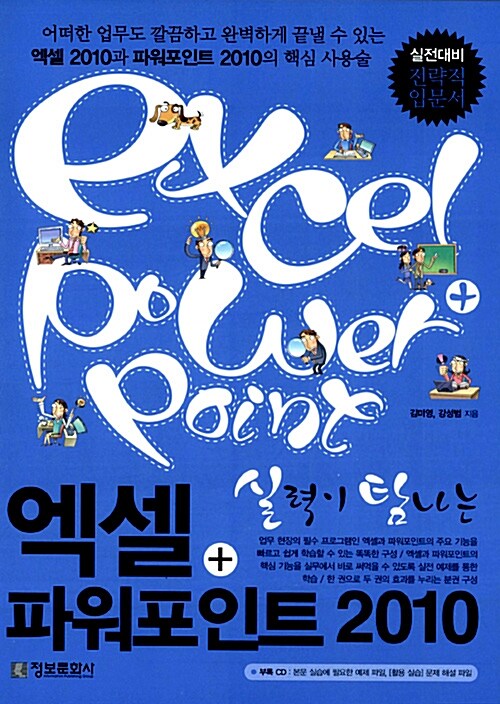 어떠한 업무도 깔끔하고 완벽하게 끝낼 수 있는
엑셀 2010과 파워포인트 2010의 핵심 사용술
실전대비
전략적
입문서
excel
power +
point
김미영, 강성범 지음
실력이 탐나는
엑셀
+
파워포인트 2010
업무 현장의 필수 프로그램인 엑셀과 파워포인트의 주요 기능을
빠르고 쉽게 학습할 수 있는 똑똑한 구성 / 엑셀과 파워포인트의
핵심 기능을 실무에서 바로 써먹을 수 있도록 실전 예제를 통한
학습 / 한 권으로 두 권의 효과를 누리는 분권 구성
정보문화사
Information Publishing Group
※ 부록 CD : 본문 실습에 필요한 예제 파일, [활용 실습] 문제 해설 파일